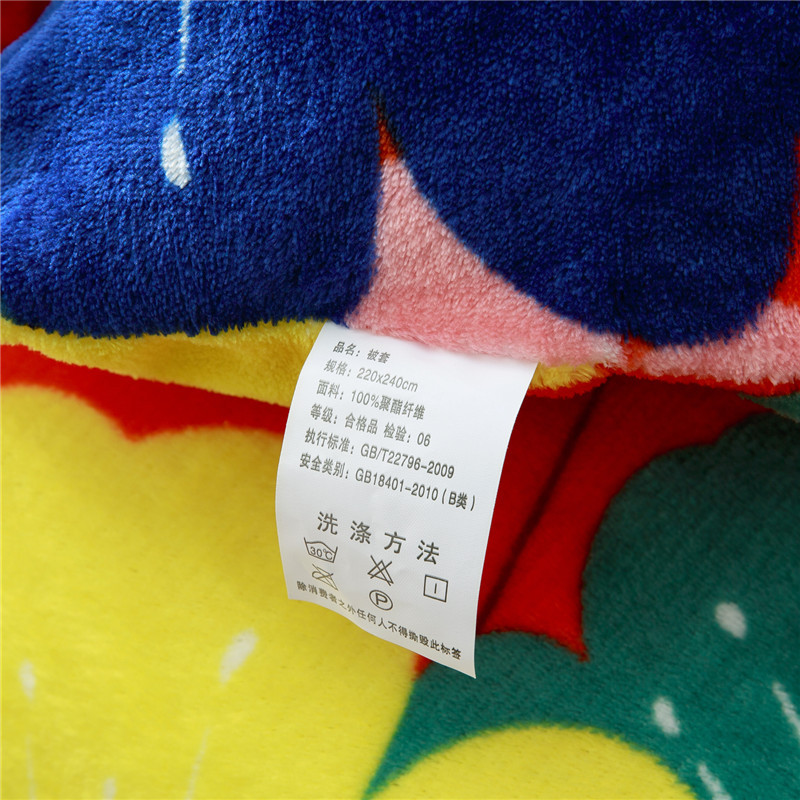 品名：被套
规格：220x240cm
面料：100%聚酯纤维
等级：合格品 检验：06
执行标准：GB/T22796-2009
安全类别：GB18401-2010（B类）
洗涤方法
30℃
P
除消费者之外任何人不得染毁此标签